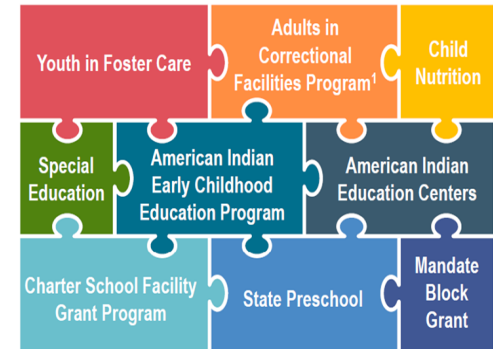 Youth in Foster Care
Adults in
Correctional
Facilities Program¹
Child
Nutrition
Special
Education
American Indian
Early Childhood
Education Program
American Indian
Education Centers
Charter School Facility
Grant Program
State Preschool
Mandate
Block
Grant